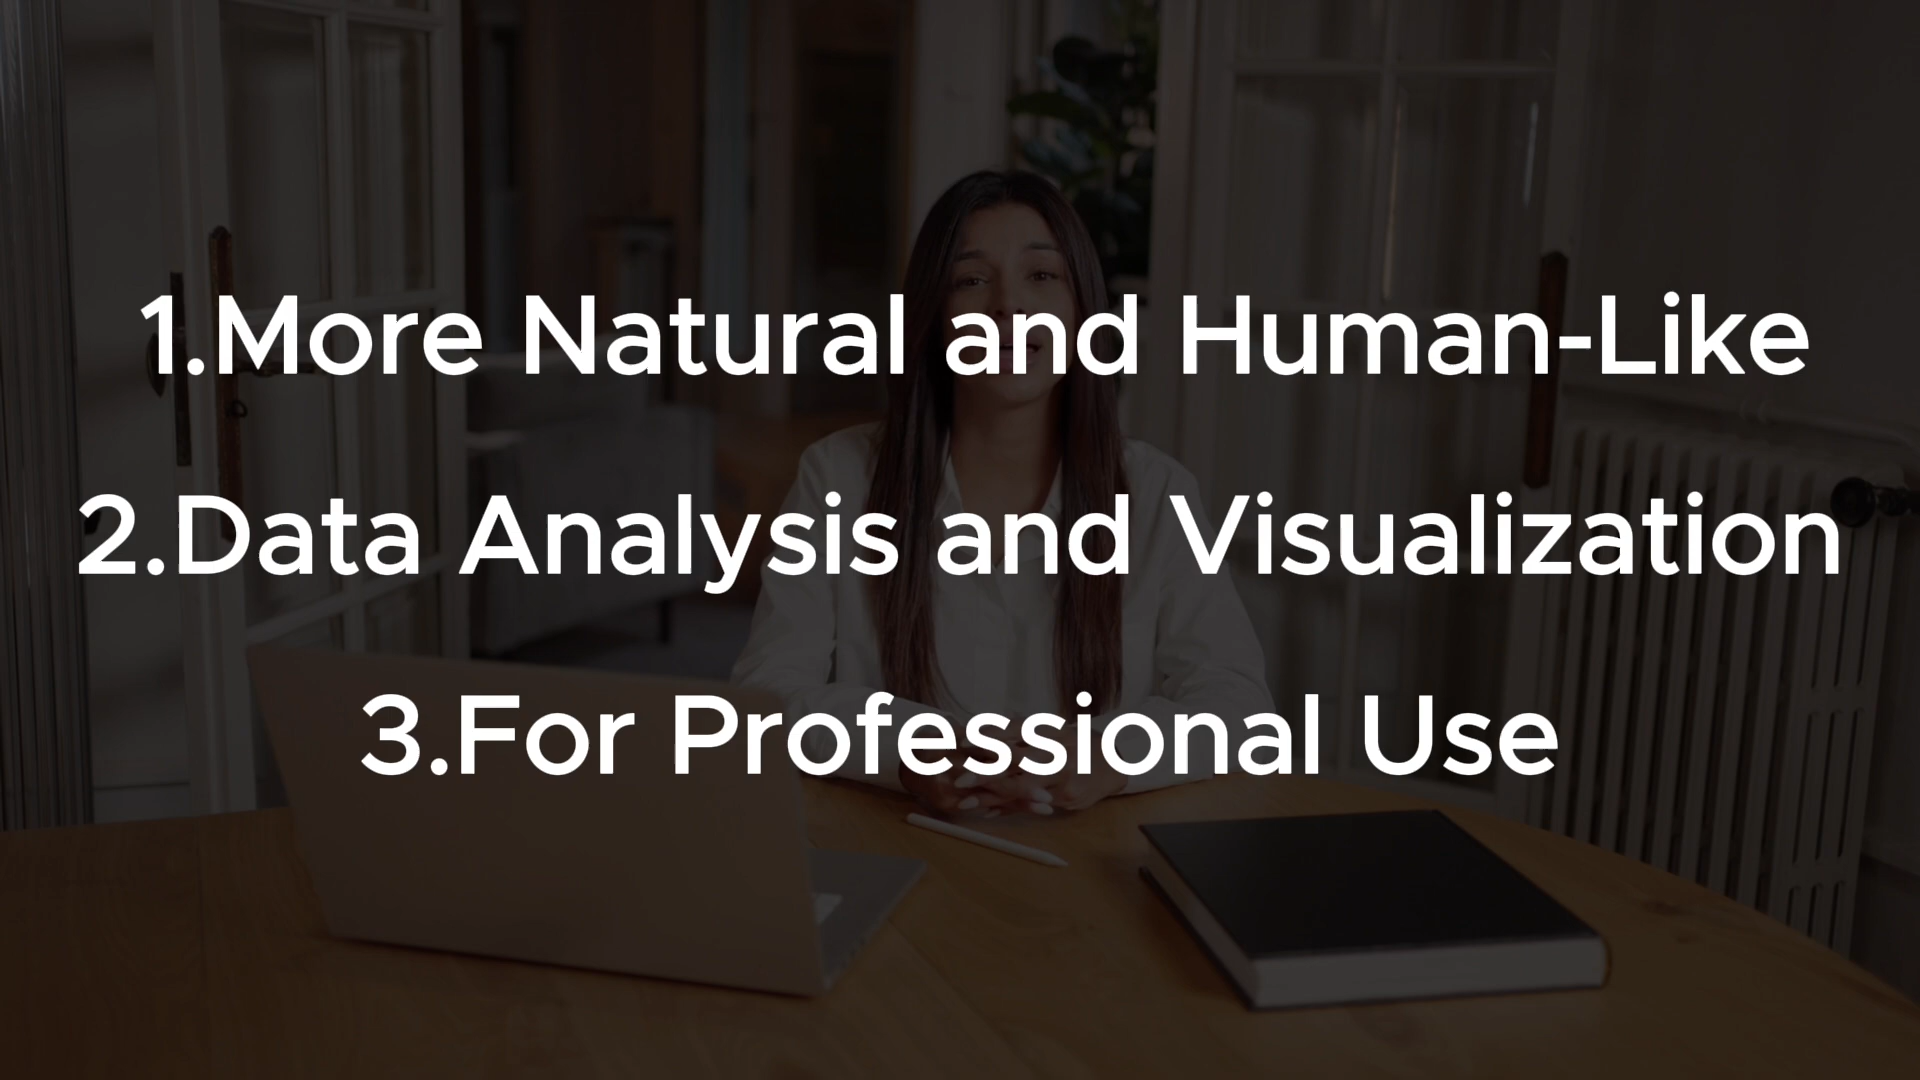 1.More Natural and Human-Like
2.Data Analysis and Visualization
3.For Professional Use